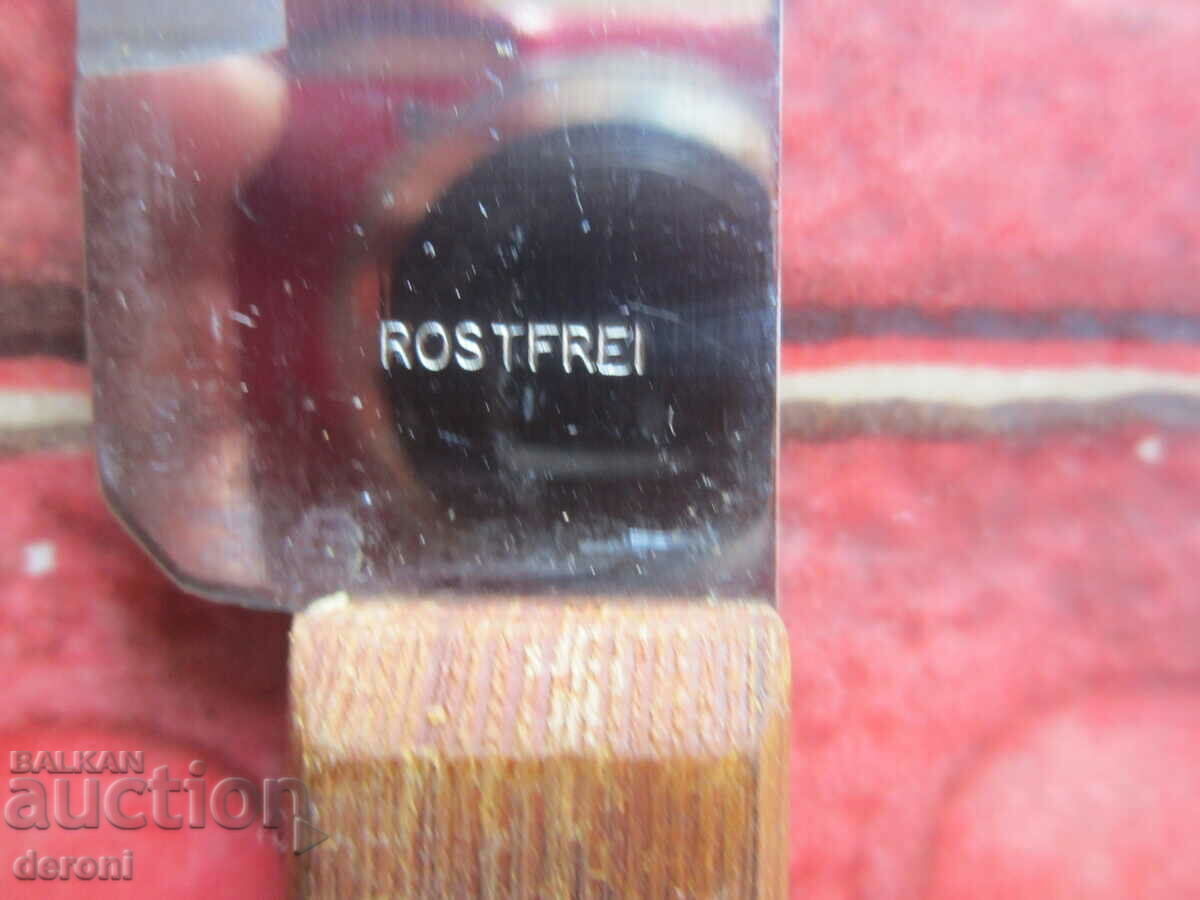 ROSTFREI
BALKAN
auction
deroni